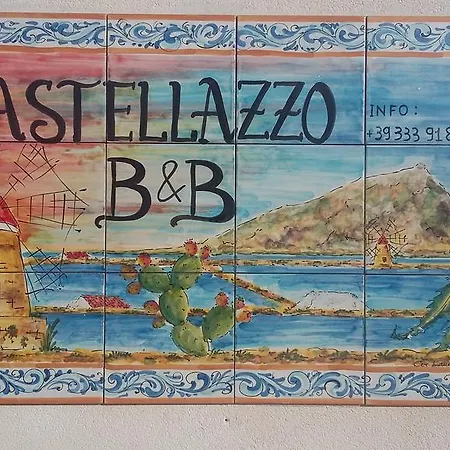 ASTELLAZZO
B&B
INFO:
+39 333 918